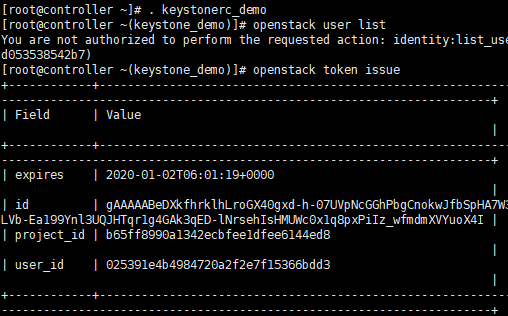 [root@controller ~]# . keystonerc_demo
[root@controller ~(keystone_demo)]# openstack user list
You are not authorized to perform the requested action: identity:list_use
d053538542b7)
[root@controller ~(keystone_demo)]# openstack token issue
+------------+---------------------------------------------------------
---------------------------------------------------------------------+
| Field      | Value
|
+------------+---------------------------------------------------------
---------------------------------------------------------------------+
| expires    | 2020-01-02T06:01:19+0000
|
| id         | gAAAAABeDXkfhrklhLroGX40gxd-h-07UVpNcGGhPbgCnokwJfbSpHA7W3
LVb-Ea199Ynl3UQJHTqr1g4GAk3qED-lNrsehIsHMUWc0x1q8pxPiIz_wfmdmXVYuoX4I |
| project_id | b65ff8990a1342ecbfee1dfee6144ed8
|
| user_id    | 025391e4b4984720a2f2e7f15366bdd3
|
+------------+---------------------------------------------------------
---------------------------------------------------------------------+